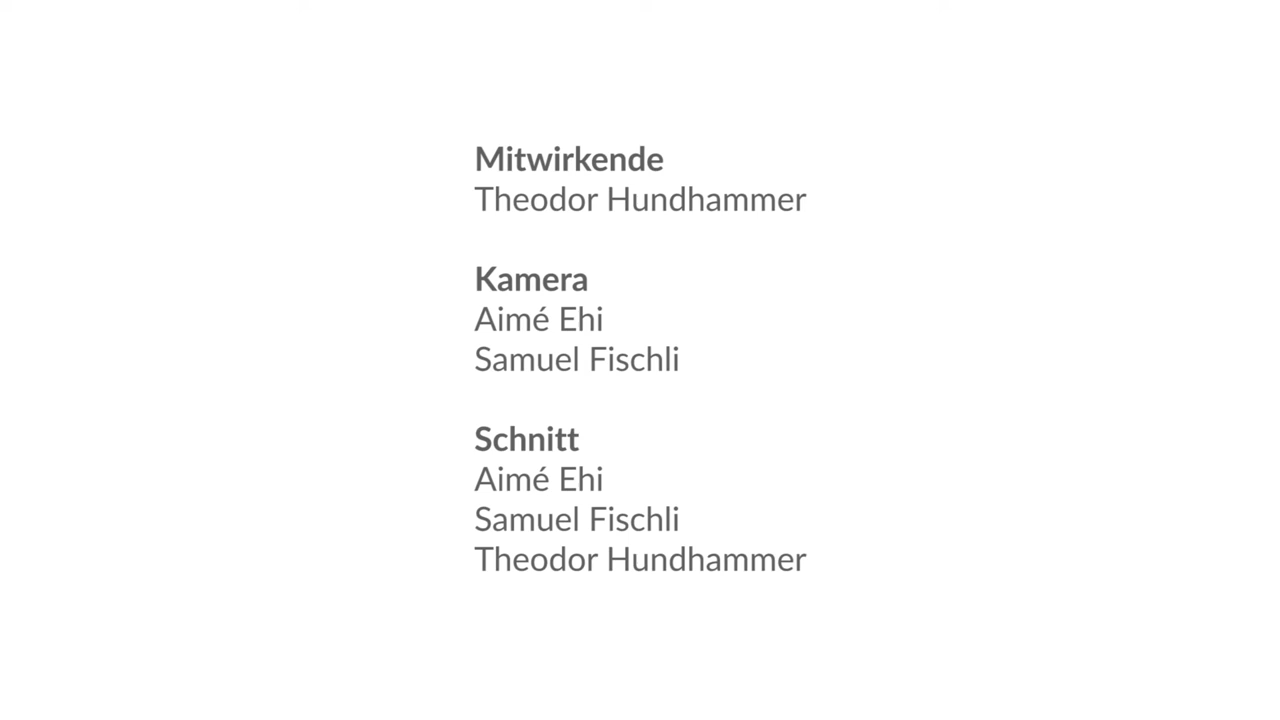 Mitwirkende
Theodor Hundhammer
Kamera
Aimé Ehi
Samuel Fischli
Schnitt
Aimé Ehi
Samuel Fischli
Theodor Hundhammer